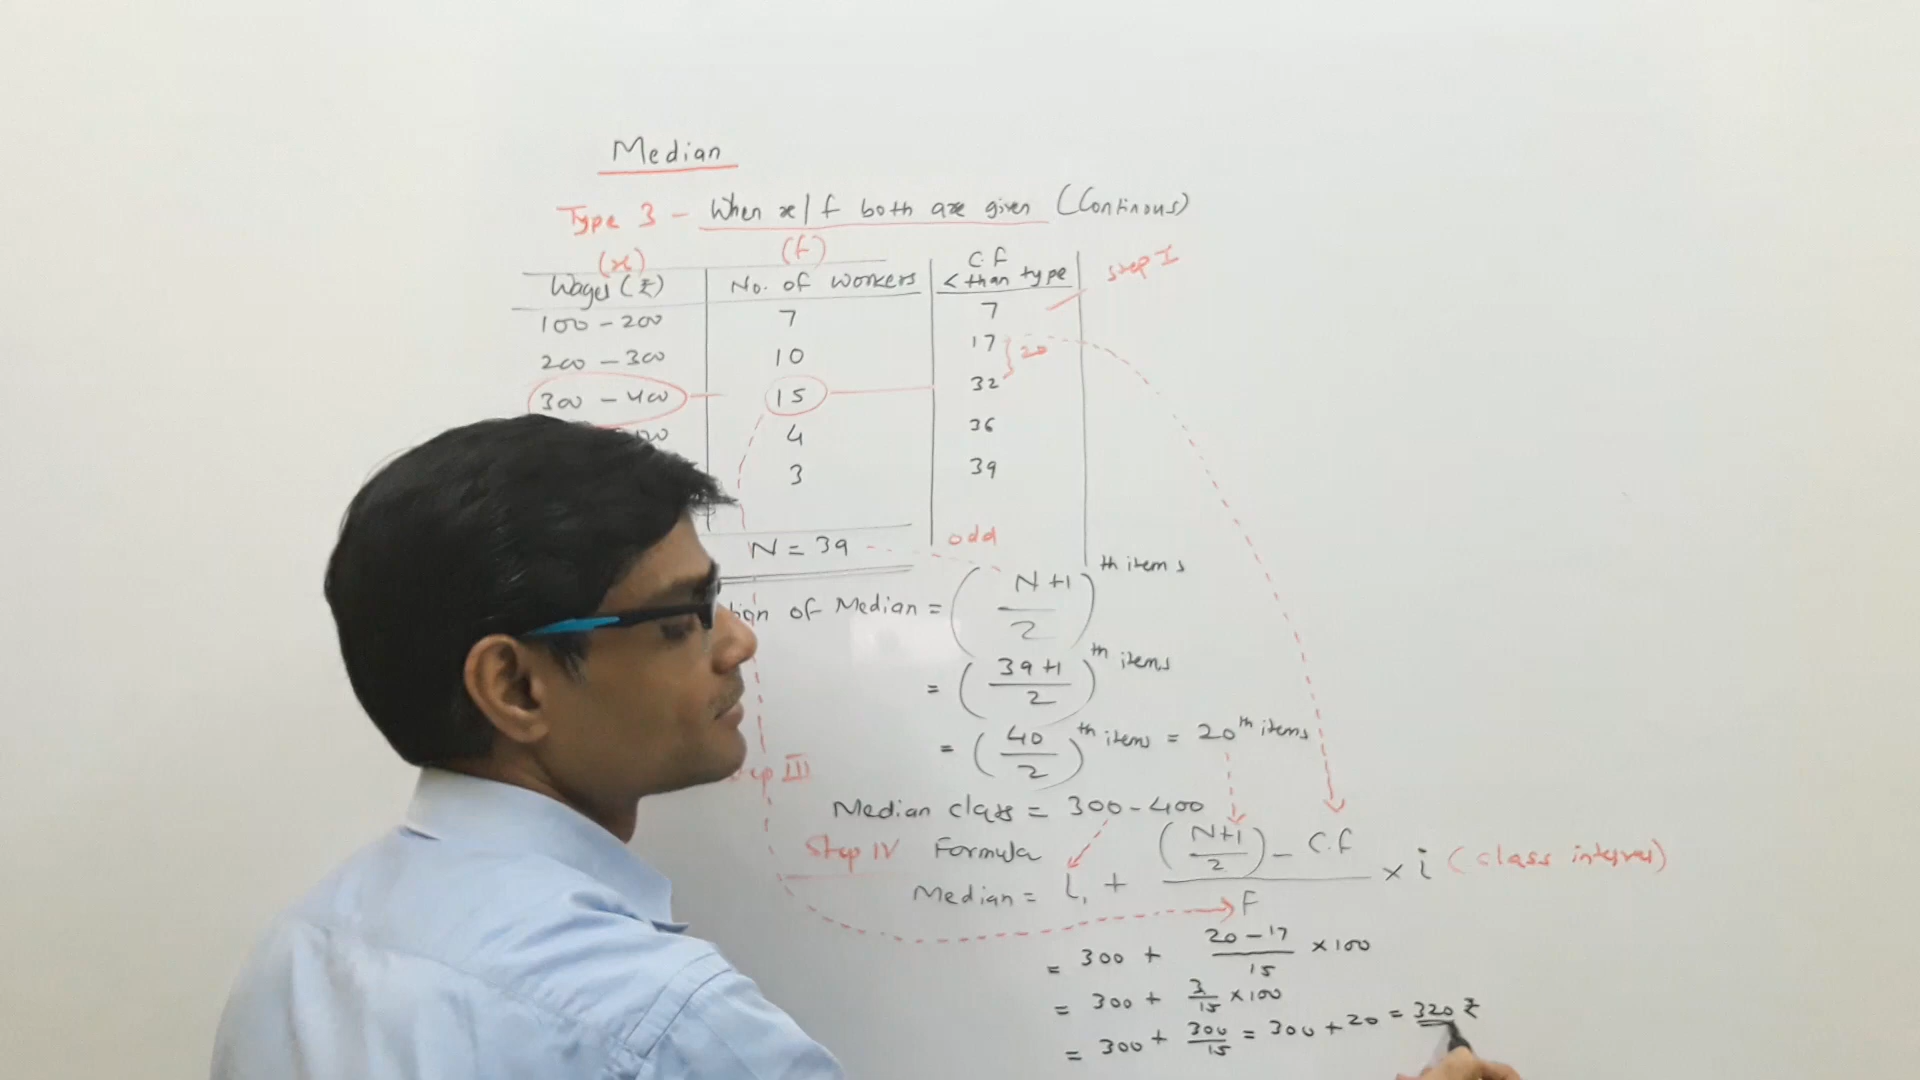 Median
Type 3 - When x/f both are given (Continous)
(x) (f)
Wages (₹) No. of workers C.f < than type Step I
100 - 200 7 7
200 - 300 10 17 } 20
300 - 400 15 32
4 36
3 39
N = 39 odd
of Median = (N+1 / 2)th items
= (39+1 / 2)th items
= (40 / 2)th items = 20th items
III
Median class = 300 - 400
Step IV Formula
Median = L1 + (N+1 / 2) - C.f / F × i (class interval)
= 300 + 20 - 17 / 15 × 100
= 300 + 3 / 15 × 100
= 300 + 300 / 15 = 300 + 20 = 320 ₹